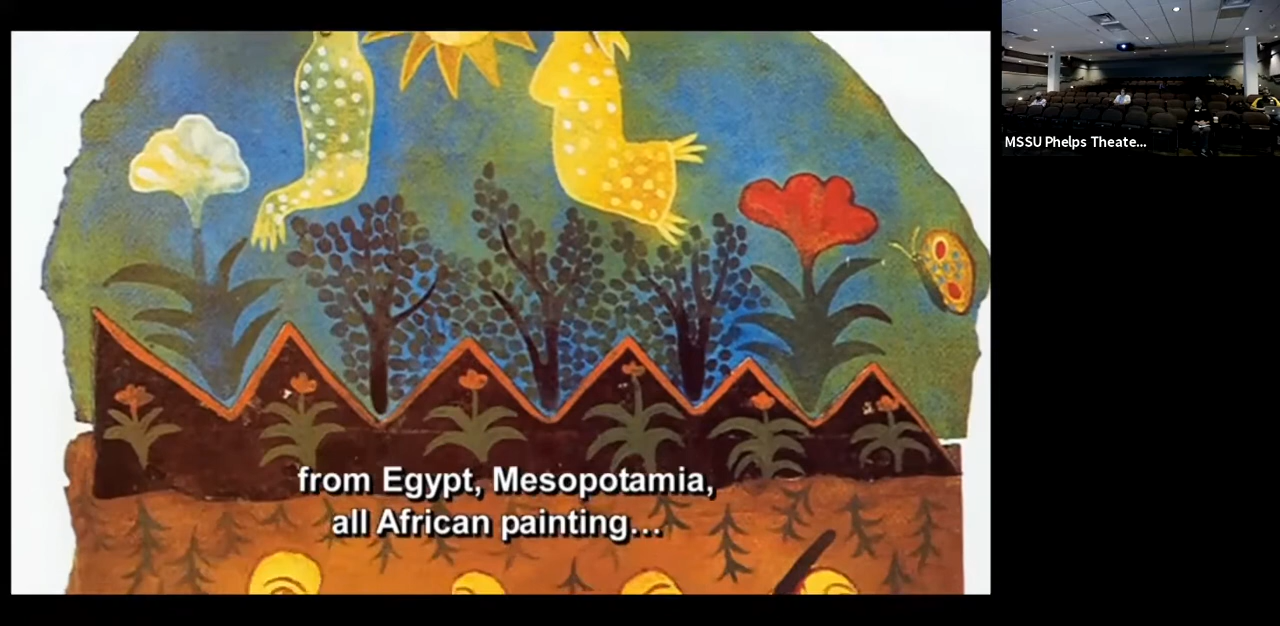 from Egypt, Mesopotamia,
all African painting...
MSSU Phelps Theate...